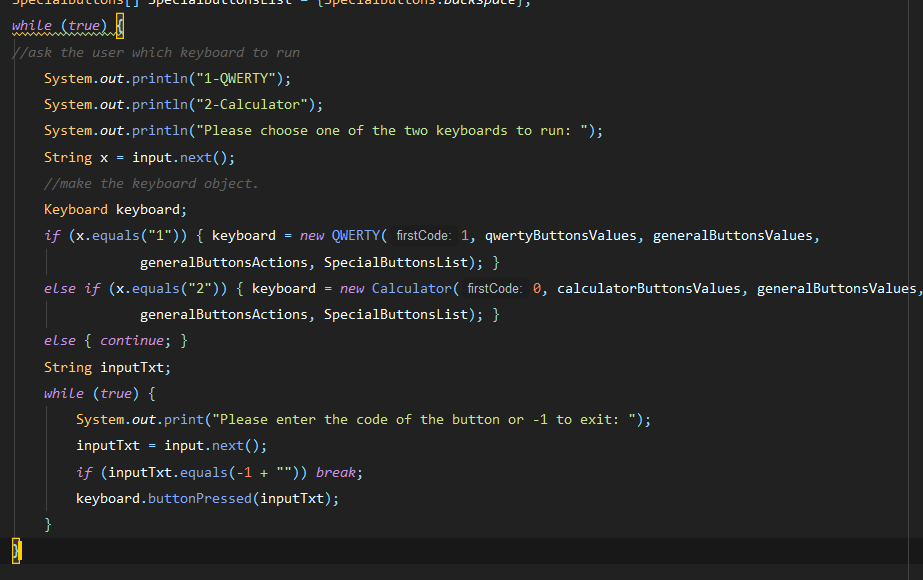 SpecialButtons[] SpecialButtonsList = {SpecialButtons.backspace};
while (true) {
//ask the user which keyboard to run
System.out.println("1-QWERTY");
System.out.println("2-Calculator");
System.out.println("Please choose one of the two keyboards to run: ");
String x = input.next();
//make the keyboard object.
Keyboard keyboard;
if (x.equals("1")) { keyboard = new QWERTY( firstCode: 1, qwertyButtonsValues, generalButtonsValues,
generalButtonsActions, SpecialButtonsList); }
else if (x.equals("2")) { keyboard = new Calculator( firstCode: 0, calculatorButtonsValues, generalButtonsValues,
generalButtonsActions, SpecialButtonsList); }
else { continue; }
String inputTxt;
while (true) {
System.out.print("Please enter the code of the button or -1 to exit: ");
inputTxt = input.next();
if (inputTxt.equals(-1 + "")) break;
keyboard.buttonPressed(inputTxt);
}
}